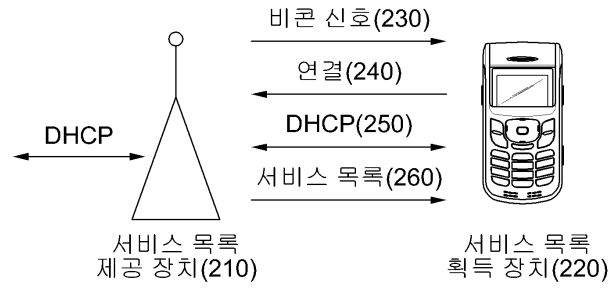 비콘 신호(230)
연결(240)
DHCP
DHCP(250)
서비스 목록(260)
서비스 목록
제공 장치(210)
서비스 목록
획득 장치(220)